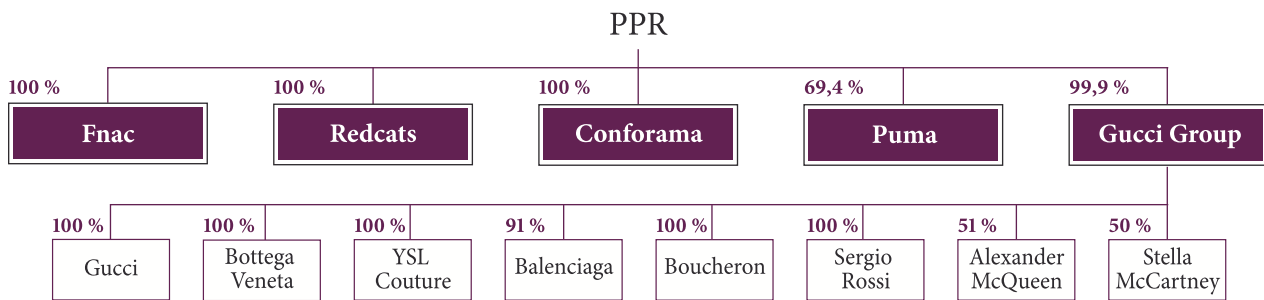 PPR
100 % 100 % 100 % 69,4 % 99,9 %
Fnac Redcats Conforama Puma Gucci Group
100 % 100 % 100 % 91 % 100 % 100 % 51 % 50 %
Gucci
Bottega
Veneta
YSL
Couture
Balenciaga
Boucheron
Sergio
Rossi
Alexander
McQueen
Stella
McCartney